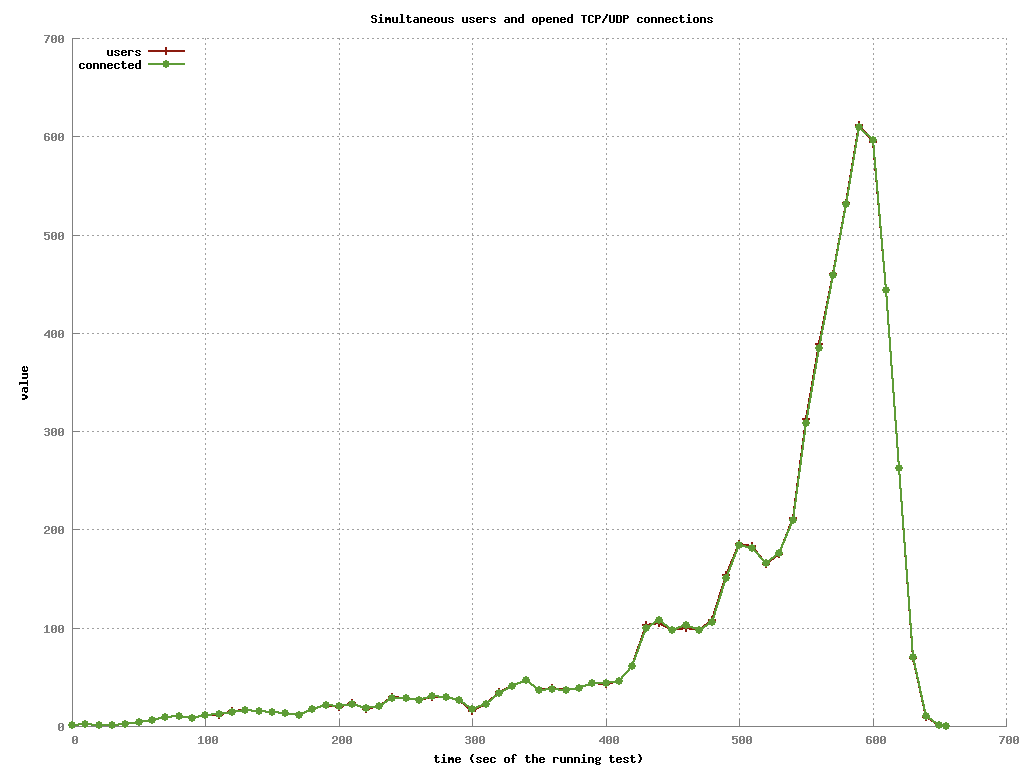 Simultaneous users and opened TCP/UDP connections
700
users
connected
600
500
400
value
300
200
100
0
0 100 200 300 400 500 600 700
time (sec of the running test)